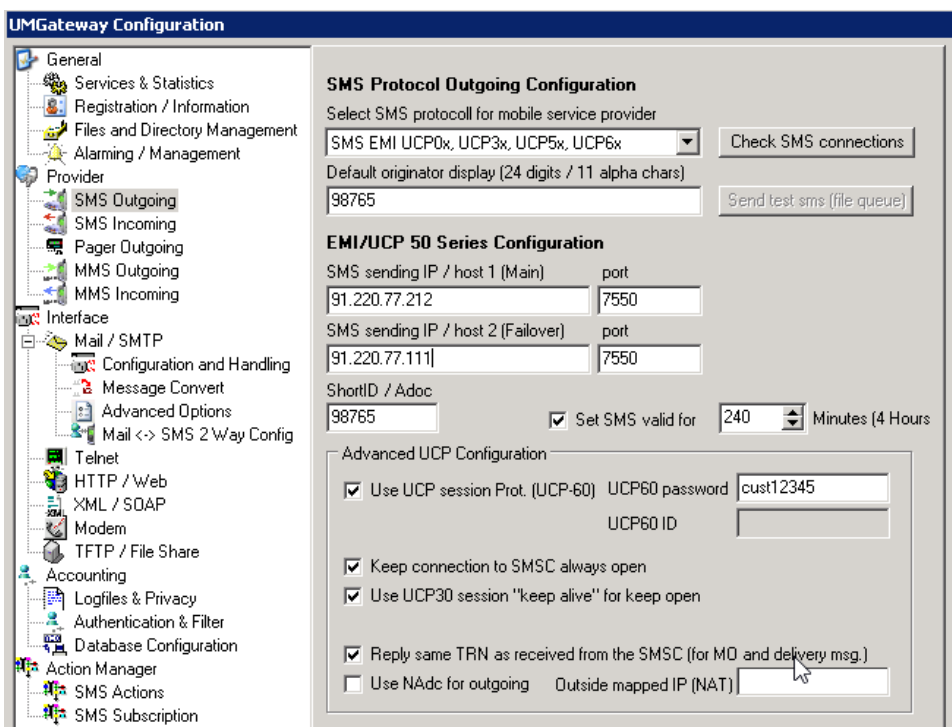 UMGateway Configuration
General
Services & Statistics
Registration / Information
Files and Directory Management
Alarming / Management
Provider
SMS Outgoing
SMS Incoming
Pager Outgoing
MMS Outgoing
MMS Incoming
Interface
Mail / SMTP
Configuration and Handling
Message Convert
Advanced Options
Mail <-> SMS 2 Way Config
Telnet
HTTP / Web
XML / SOAP
Modem
TFTP / File Share
Accounting
Logfiles & Privacy
Authentication & Filter
Database Configuration
Action Manager
SMS Actions
SMS Subscription
SMS Protocol Outgoing Configuration
Select SMS protocoll for mobile service provider
SMS EMI UCP0x, UCP3x, UCP5x, UCP6x
Check SMS connections
Default originator display (24 digits / 11 alpha chars)
98765
Send test sms (file queue)
EMI/UCP 50 Series Configuration
SMS sending IP / host 1 (Main) port
91.220.77.212 7550
SMS sending IP / host 2 (Failover) port
91.220.77.111 7550
ShortID / Adoc
98765 Set SMS valid for 240 Minutes (4 Hours
Advanced UCP Configuration
Use UCP session Prot. (UCP-60) UCP60 password cust12345
UCP60 ID
Keep connection to SMSC always open
Use UCP30 session "keep alive" for keep open
Reply same TRN as received from the SMSC (for MO and delivery msg.)
Use NAdc for outgoing Outside mapped IP (NAT)